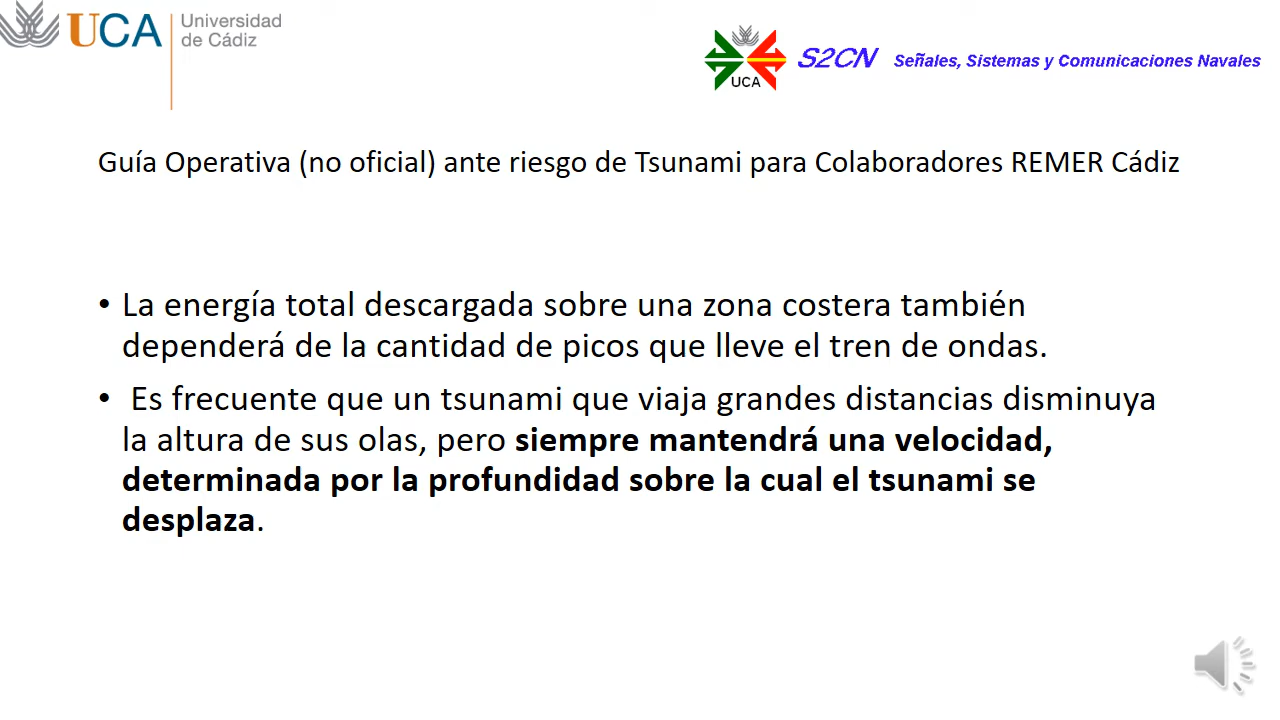 UCA
Universidad
de Cádiz
UCA
S2CN
Señales, Sistemas y Comunicaciones Navales
Guía Operativa (no oficial) ante riesgo de Tsunami para Colaboradores REMER Cádiz
• La energía total descargada sobre una zona costera también
dependerá de la cantidad de picos que lleve el tren de ondas.
• Es frecuente que un tsunami que viaja grandes distancias disminuya
la altura de sus olas, pero siempre mantendrá una velocidad,
determinada por la profundidad sobre la cual el tsunami se
desplaza.